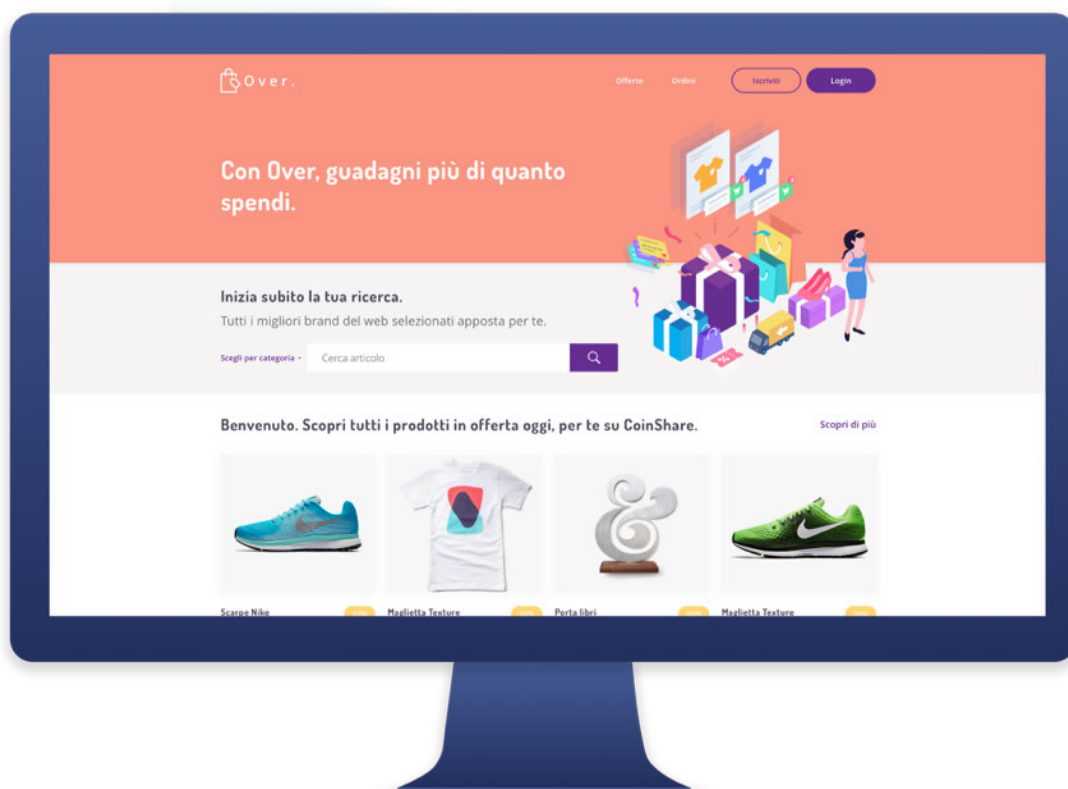 Over.
Offerte Ordini Iscriviti Login
Con Over, guadagni più di quanto
spendi.
Inizia subito la tua ricerca.
Tutti i migliori brand del web selezionati apposta per te.
Scegli per categoria Cerca articolo
Benvenuto. Scopri tutti i prodotti in offerta oggi, per te su CoinShare.
Scopri di più
Scarpe Nike
Maglietta Texture
Porta libri
Maglietta Texture